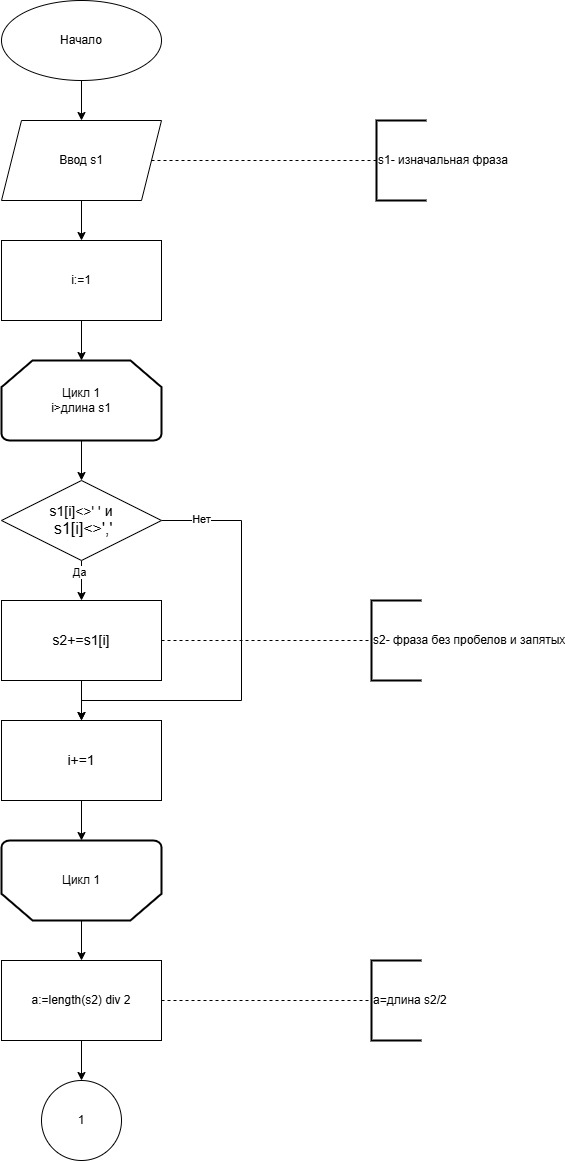 Начало
Ввод s1
s1- изначальная фраза
i:=1
Цикл 1
i>длина s1
s1[i]<>' ' и
s1[i]<>','
Нет
Да
s2+=s1[i]
s2- фраза без пробелов и запятых
i+=1
Цикл 1
a:=length(s2) div 2
a=длина s2/2
1